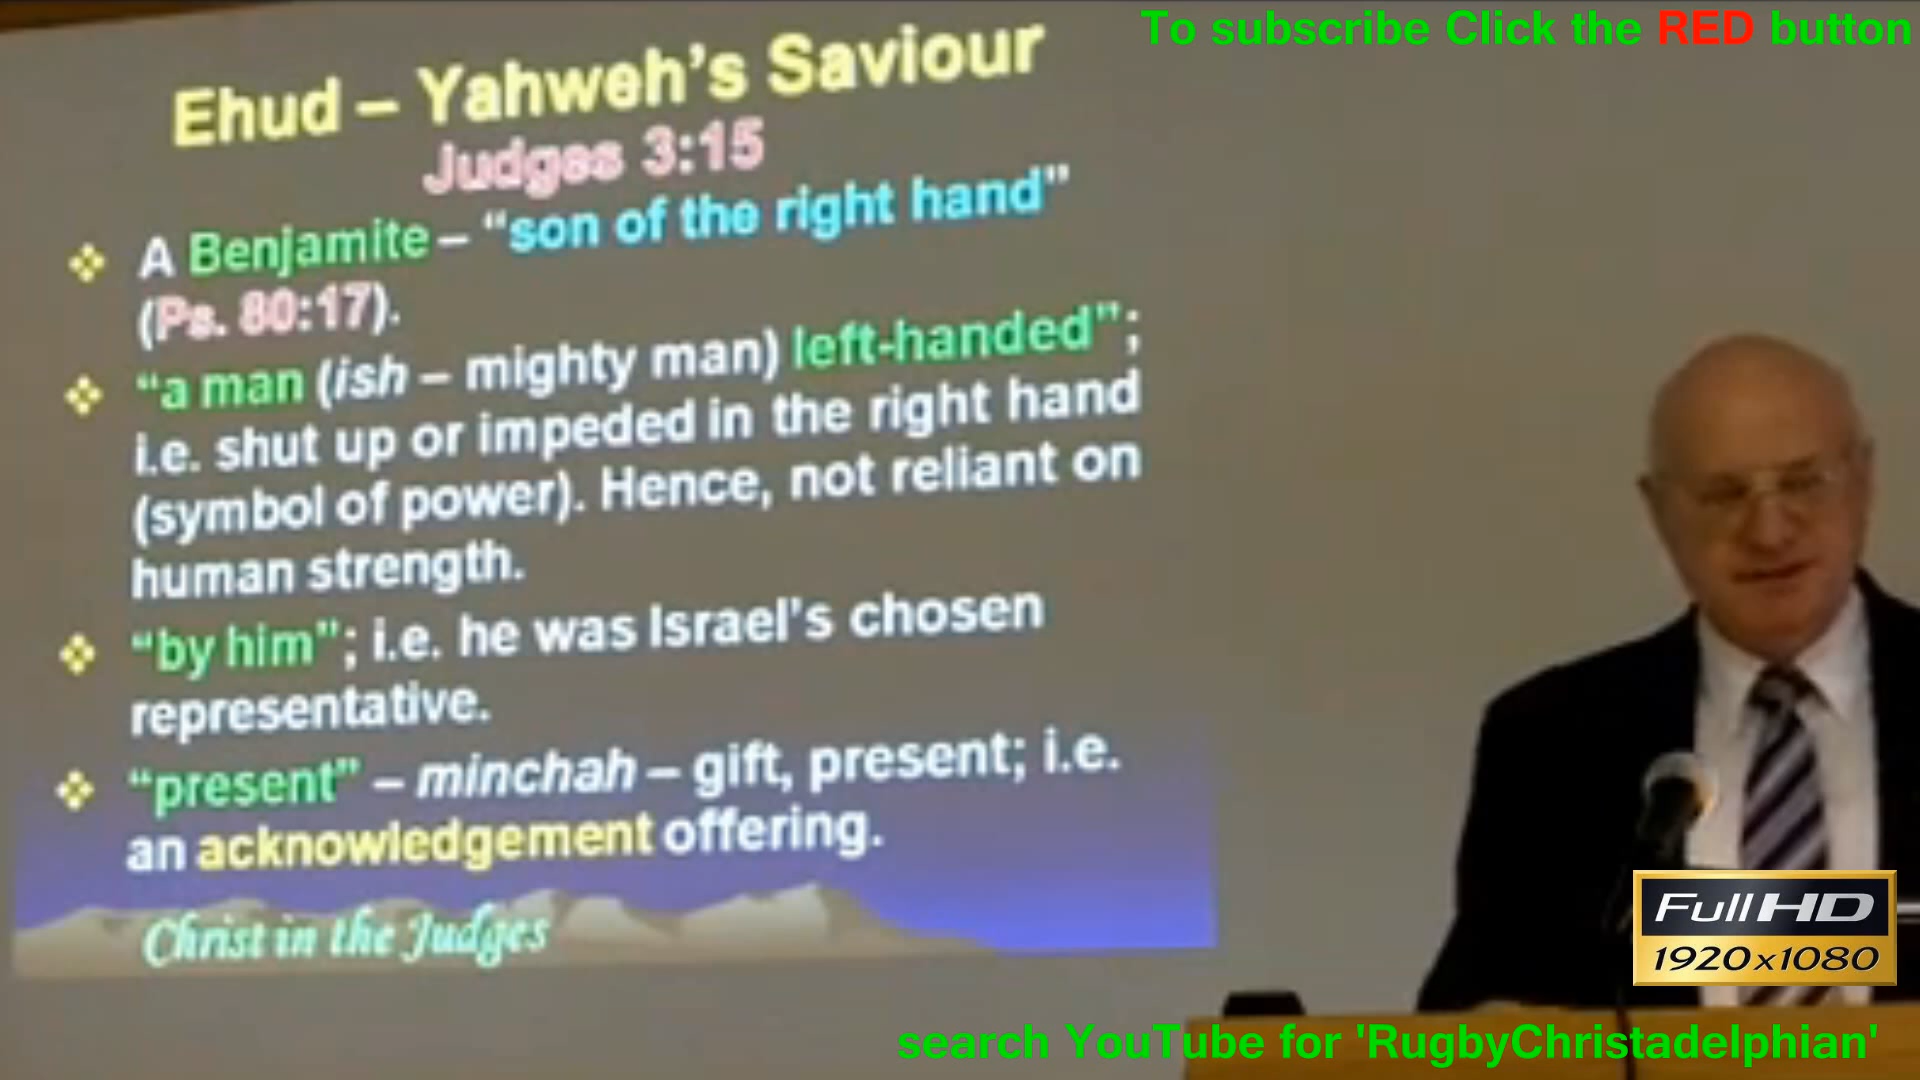 To subscribe Click the RED button
Ehud – Yahweh's Saviour
Judges 3:15
❖ A Benjamite – “son of the right hand”
(Ps. 80:17).
❖ “a man (ish – mighty man) left-handed”;
i.e. shut up or impeded in the right hand
(symbol of power). Hence, not reliant on
human strength.
❖ “by him”; i.e. he was Israel's chosen
representative.
❖ “present” – minchah – gift, present; i.e.
an acknowledgement offering.
Christ in the Judges
Full HD
1920x1080
search YouTube for 'RugbyChristadelphian'